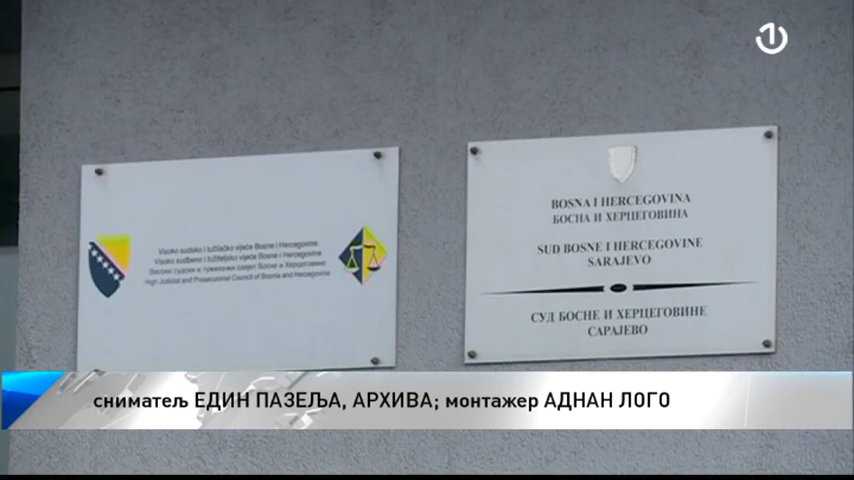 Visoko sudsko i tužilačko vijeće Bosne i Hercegovine
Visoko sudbeno i tužiteljsko vijeće Bosne i Hercegovine
Високи судски и тужилачки савјет Босне и Херцеговине
High Judicial and Prosecutorial Council of Bosnia and Herzegovina
BOSNA I HERCEGOVINA
БОСНА И ХЕРЦЕГОВИНА
SUD BOSNE I HERCEGOVINE
SARAJEVO
СУД БОСНЕ И ХЕРЦЕГОВИНЕ
САРАЈЕВО
сниматељ ЕДИН ПАЗЕЉА, АРХИВА; монтажер АДНАН ЛОГО